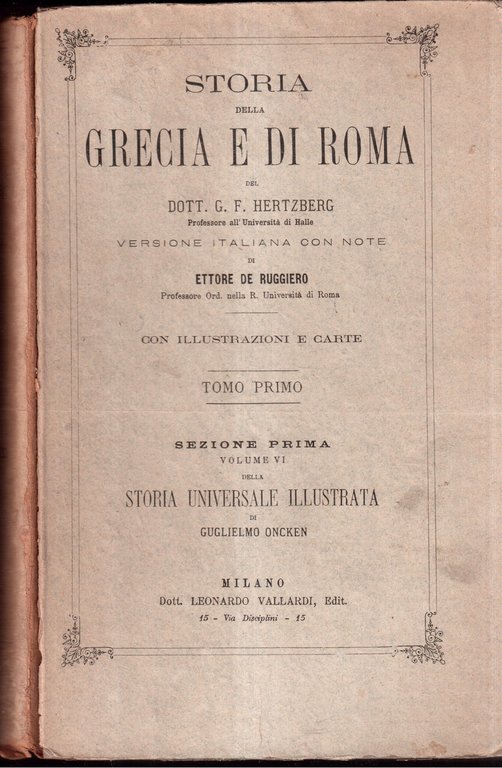 STORIA
DELLA
GRECIA E DI ROMA
DEL
DOTT. G. F. HERTZBERG
Professore all' Università di Halle
VERSIONE ITALIANA CON NOTE
DI
ETTORE DE RUGGIERO
Professore Ord. nella R. Università di Roma
CON ILLUSTRAZIONI E CARTE
TOMO PRIMO
SEZIONE PRIMA
VOLUME VI
DELLA
STORIA UNIVERSALE ILLUSTRATA
DI
GUGLIELMO ONCKEN
MILANO
Dott. LEONARDO VALLARDI, Edit.
15 - Via Disciplini - 15